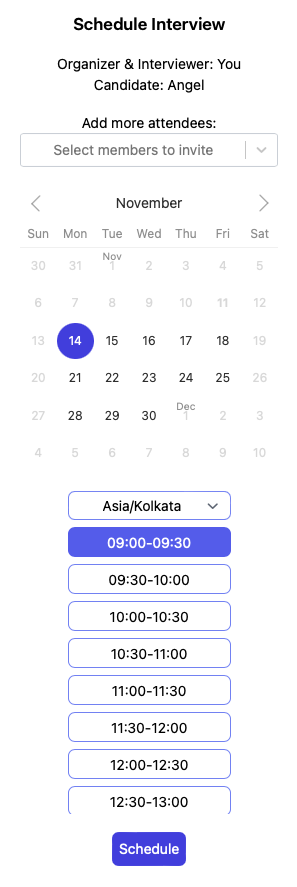 Schedule Interview
Organizer & Interviewer: You
Candidate: Angel
Add more attendees:
Select members to invite
November
Sun Mon Tue Wed Thu Fri Sat
30 31 Nov 1 2 3 4 5
6 7 8 9 10 11 12
13 14 15 16 17 18 19
20 21 22 23 24 25 26
27 28 29 30 Dec 1 2 3
4 5 6 7 8 9 10
Asia/Kolkata
09:00-09:30
09:30-10:00
10:00-10:30
10:30-11:00
11:00-11:30
11:30-12:00
12:00-12:30
12:30-13:00
Schedule